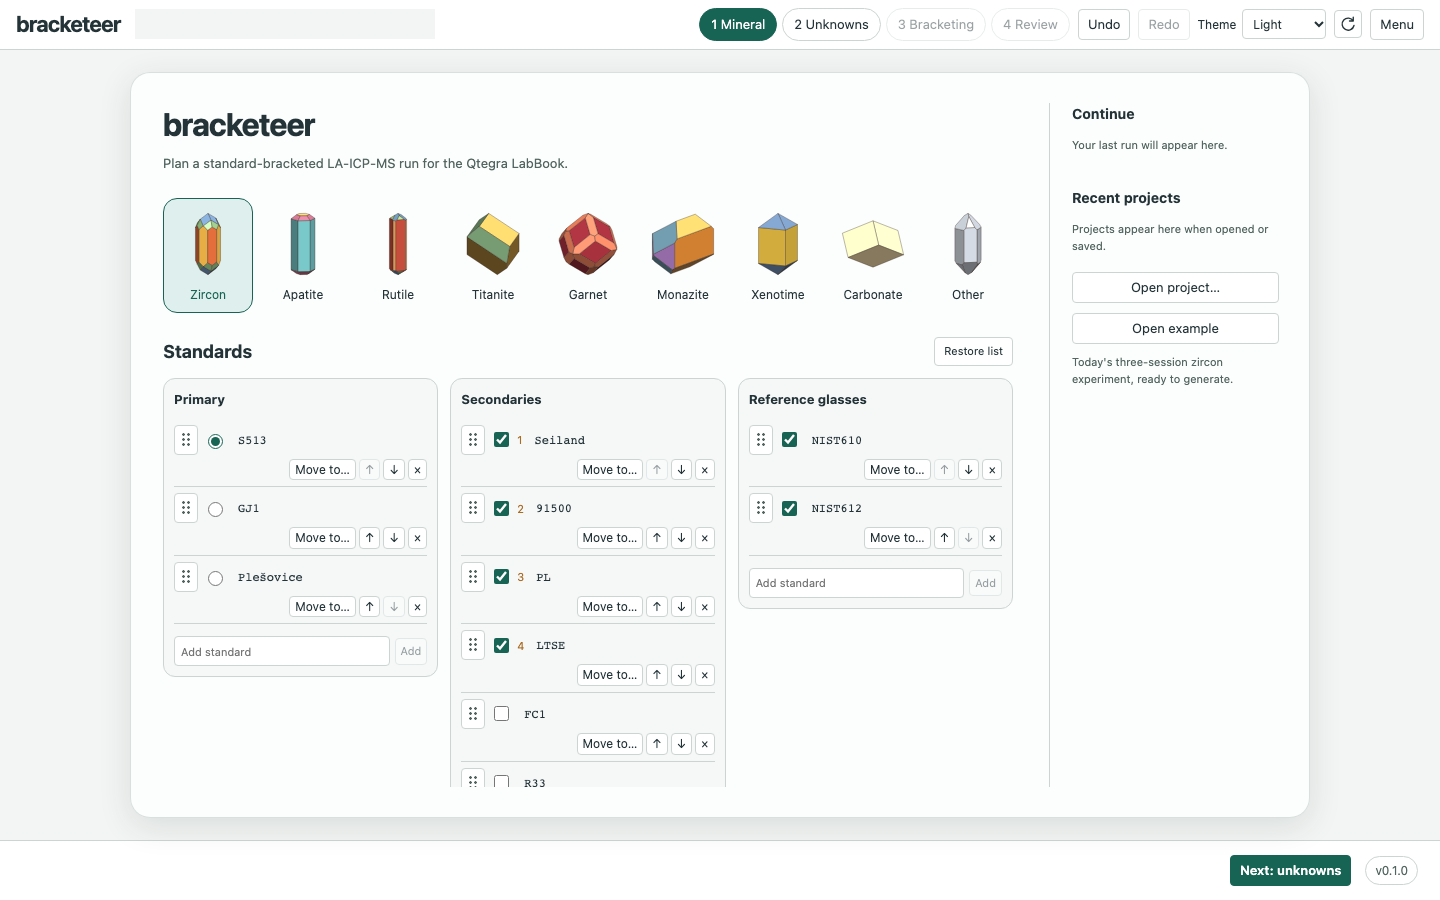 bracketeer
1 Mineral
2 Unknowns
3 Bracketing
4 Review
Undo
Redo
Theme
Light
Menu
bracketeer
Plan a standard-bracketed LA-ICP-MS run for the Qtegra LabBook.
Zircon
Apatite
Rutile
Titanite
Garnet
Monazite
Xenotime
Carbonate
Other
Standards
Restore list
Primary
S513
Move to... ↑ ↓ ×
GJ1
Move to... ↑ ↓ ×
Plešovice
Move to... ↑ ↓ ×
Add standard
Add
Secondaries
1 Seiland
Move to... ↑ ↓ ×
2 91500
Move to... ↑ ↓ ×
3 PL
Move to... ↑ ↓ ×
4 LTSE
Move to... ↑ ↓ ×
FC1
Move to... ↑ ↓ ×
R33
Reference glasses
NIST610
Move to... ↑ ↓ ×
NIST612
Move to... ↑ ↓ ×
Add standard
Add
Continue
Your last run will appear here.
Recent projects
Projects appear here when opened or
saved.
Open project...
Open example
Today's three-session zircon
experiment, ready to generate.
Next: unknowns
v0.1.0